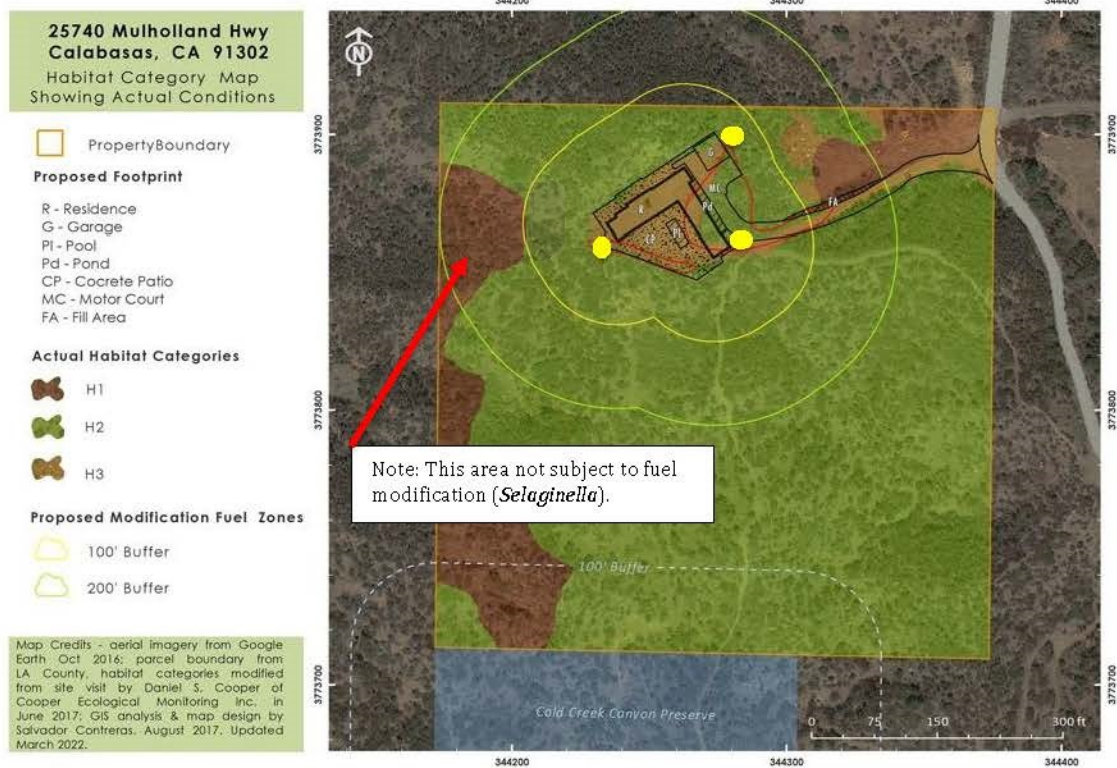 25740 Mulholland Hwy
Calabasas, CA 91302
Habitat Category Map
Showing Actual Conditions
PropertyBoundary
Proposed Footprint
R - Residence
G - Garage
Pl - Pool
Pd - Pond
CP - Cocrete Patio
MC - Motor Court
FA - Fill Area
Actual Habitat Categories
H1
H2
H3
Proposed Modification Fuel Zones
100' Buffer
200' Buffer
Map Credits - aerial imagery from Google
Earth Oct 2016; parcel boundary from
LA County, habitat categories modified
from site visit by Daniel S. Cooper of
Cooper Ecological Monitoring Inc. in
June 2017; GIS analysis & map design by
Salvador Contreras. August 2017. Updated
March 2022.
344200
344300
344400
N
3773900
3773900
G
MC
R
Pd
FA
CP
Pl
3773800
3773800
Note: This area not subject to fuel
modification (Selaginella).
100' Buffer
3773700
3773700
Cold Creek Canyon Preserve
0 75 150 300 ft
344200
344300
344400